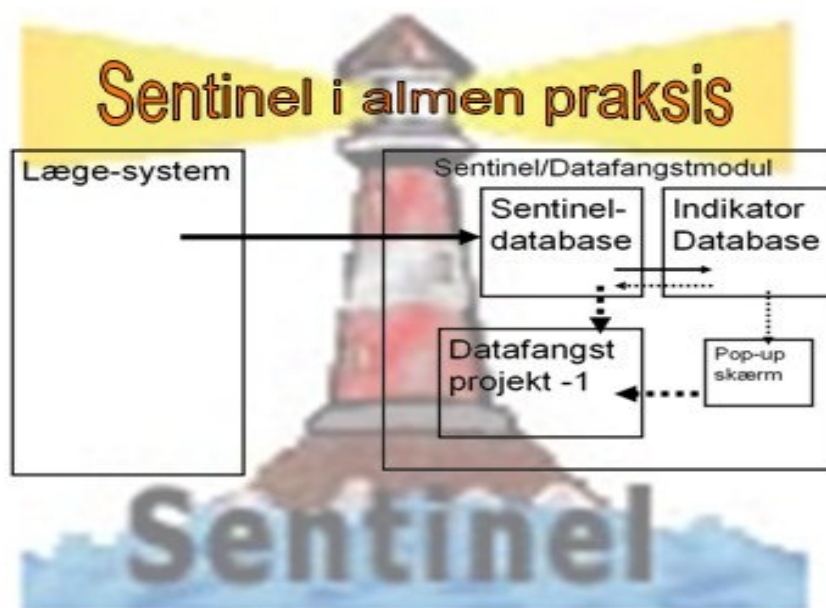 Sentinel i almen praksis
Læge-system
Sentinel/Datafangstmodul
Sentinel-
database
Indikator
Database
Datafangst
projekt -1
Pop-up
skærm
Sentinel